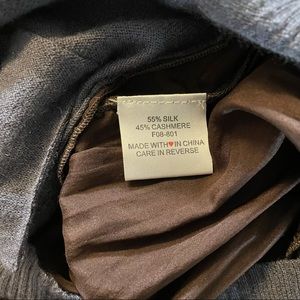 55% SILK
45% CASHMERE
F08-801
MADE WITH♥IN CHINA
CARE IN REVERSE